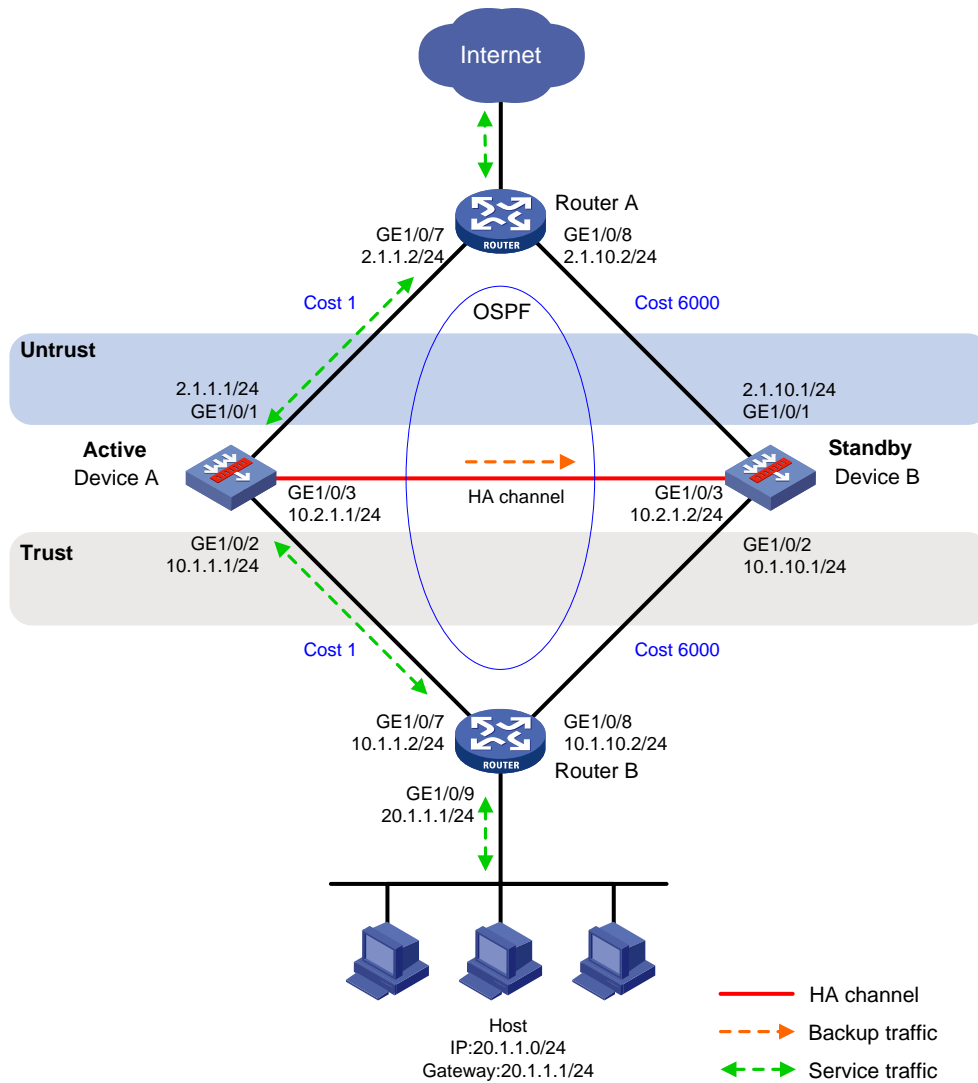 Internet
Router A
ROUTER
GE1/0/7
2.1.1.2/24
GE1/0/8
2.1.10.2/24
Cost 1
OSPF
Cost 6000
Untrust
2.1.1.1/24
GE1/0/1
2.1.10.1/24
GE1/0/1
Active
Device A
Standby
Device B
GE1/0/3
10.2.1.1/24
HA channel
GE1/0/3
10.2.1.2/24
Trust
GE1/0/2
10.1.1.1/24
GE1/0/2
10.1.10.1/24
Cost 1
Cost 6000
GE1/0/7
10.1.1.2/24
ROUTER
GE1/0/8
10.1.10.2/24
Router B
GE1/0/9
20.1.1.1/24
Host
IP:20.1.1.0/24
Gateway:20.1.1.1/24
HA channel
Backup traffic
Service traffic